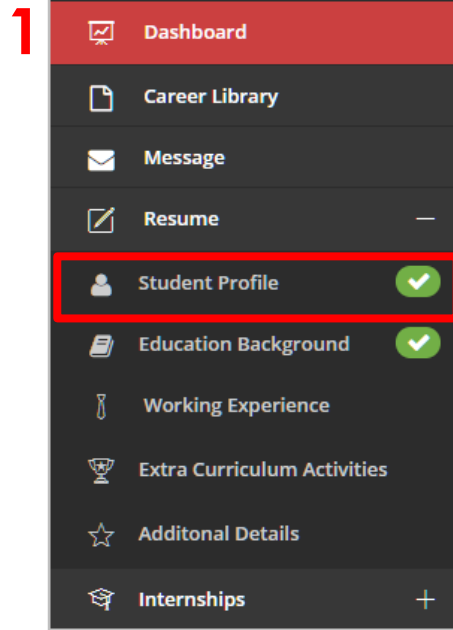 1
Dashboard
Career Library
Message
Resume
Student Profile
Education Background
Working Experience
Extra Curriculum Activities
Additonal Details
Internships